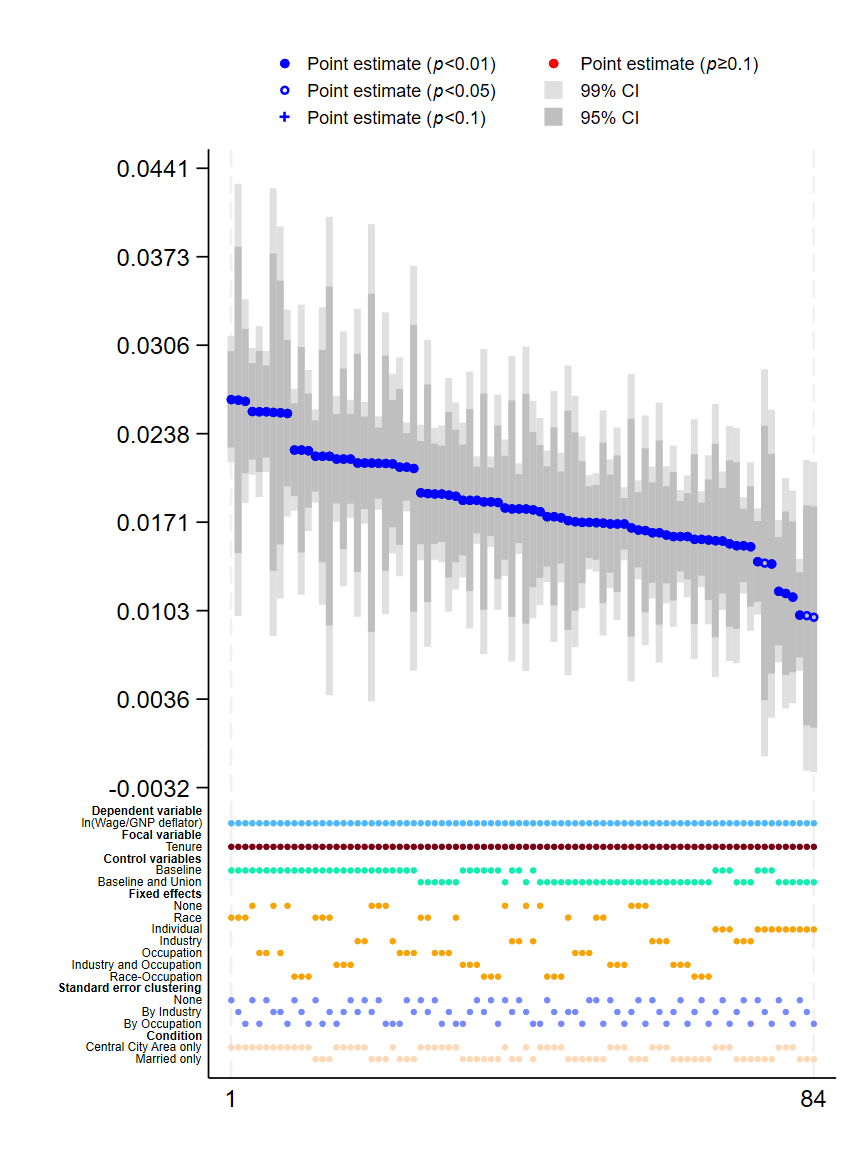 Point estimate (p<0.01)
Point estimate (p≥0.1)
Point estimate (p<0.05)
99% CI
Point estimate (p<0.1)
95% CI
0.0441
0.0373
0.0306
0.0238
0.0171
0.0103
0.0036
-0.0032
Dependent variable
ln(Wage/GNP deflator)
Focal variable
Tenure
Control variables
Baseline
Baseline and Union
Fixed effects
None
Race
Individual
Industry
Occupation
Industry and Occupation
Race-Occupation
Standard error clustering
None
By Industry
By Occupation
Condition
Central City Area only
Married only
1
84